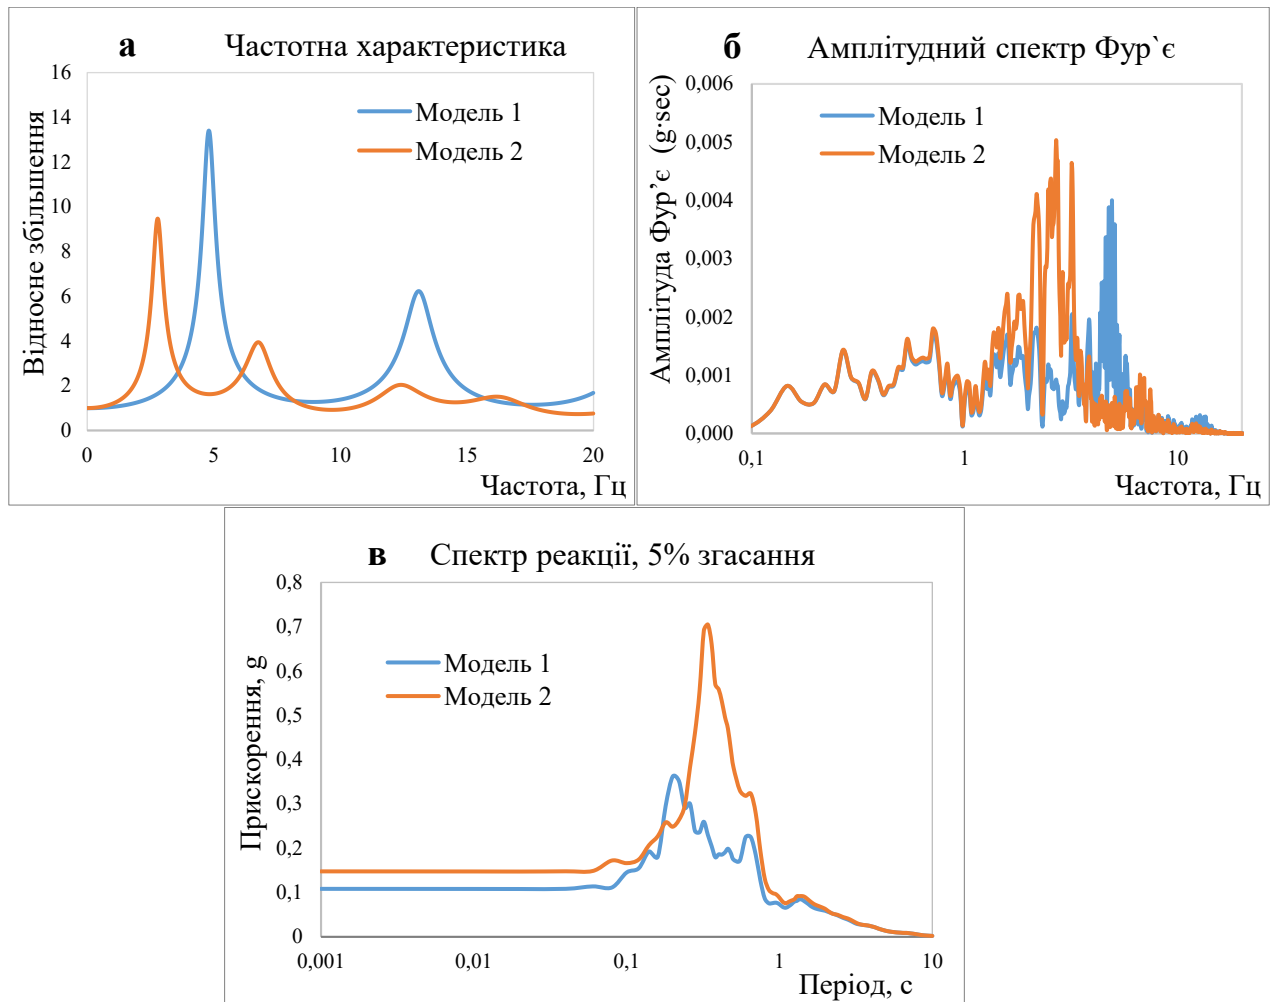 а Частотна характеристика
Відносне збільшення
16
14
12
10
8
6
4
2
0
Модель 1
Модель 2
0 5 10 15 20
Частота, Гц
б Амплітудний спектр Фур`є
Амплітуда Фур’є (g·sec)
0,006
0,005
0,004
0,003
0,002
0,001
0,000
Модель 1
Модель 2
0,1 1 10
Частота, Гц
в Спектр реакції, 5% згасання
Прискорення, g
0,8
0,7
0,6
0,5
0,4
0,3
0,2
0,1
0
Модель 1
Модель 2
0,001 0,01 0,1 1 10
Період, с